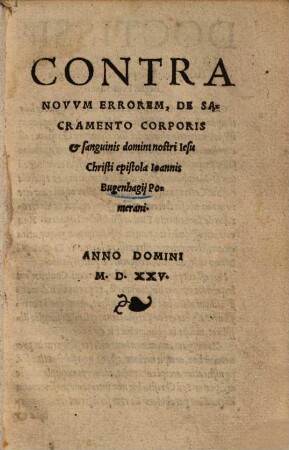 CONTRA
NOVVM ERROREM, DE SA-
CRAMENTO CORPORIS
& sanguinis domini nostri Iesu
Christi epistola Ioannis
Bugenhagij Po-
merani.
ANNO DOMINI
M. D. XXV.